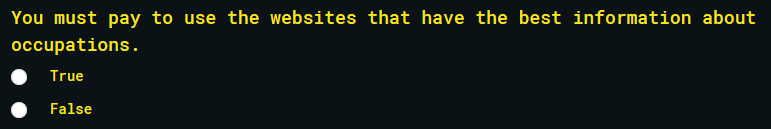 You must pay to use the websites that have the best information about
occupations.
True
False